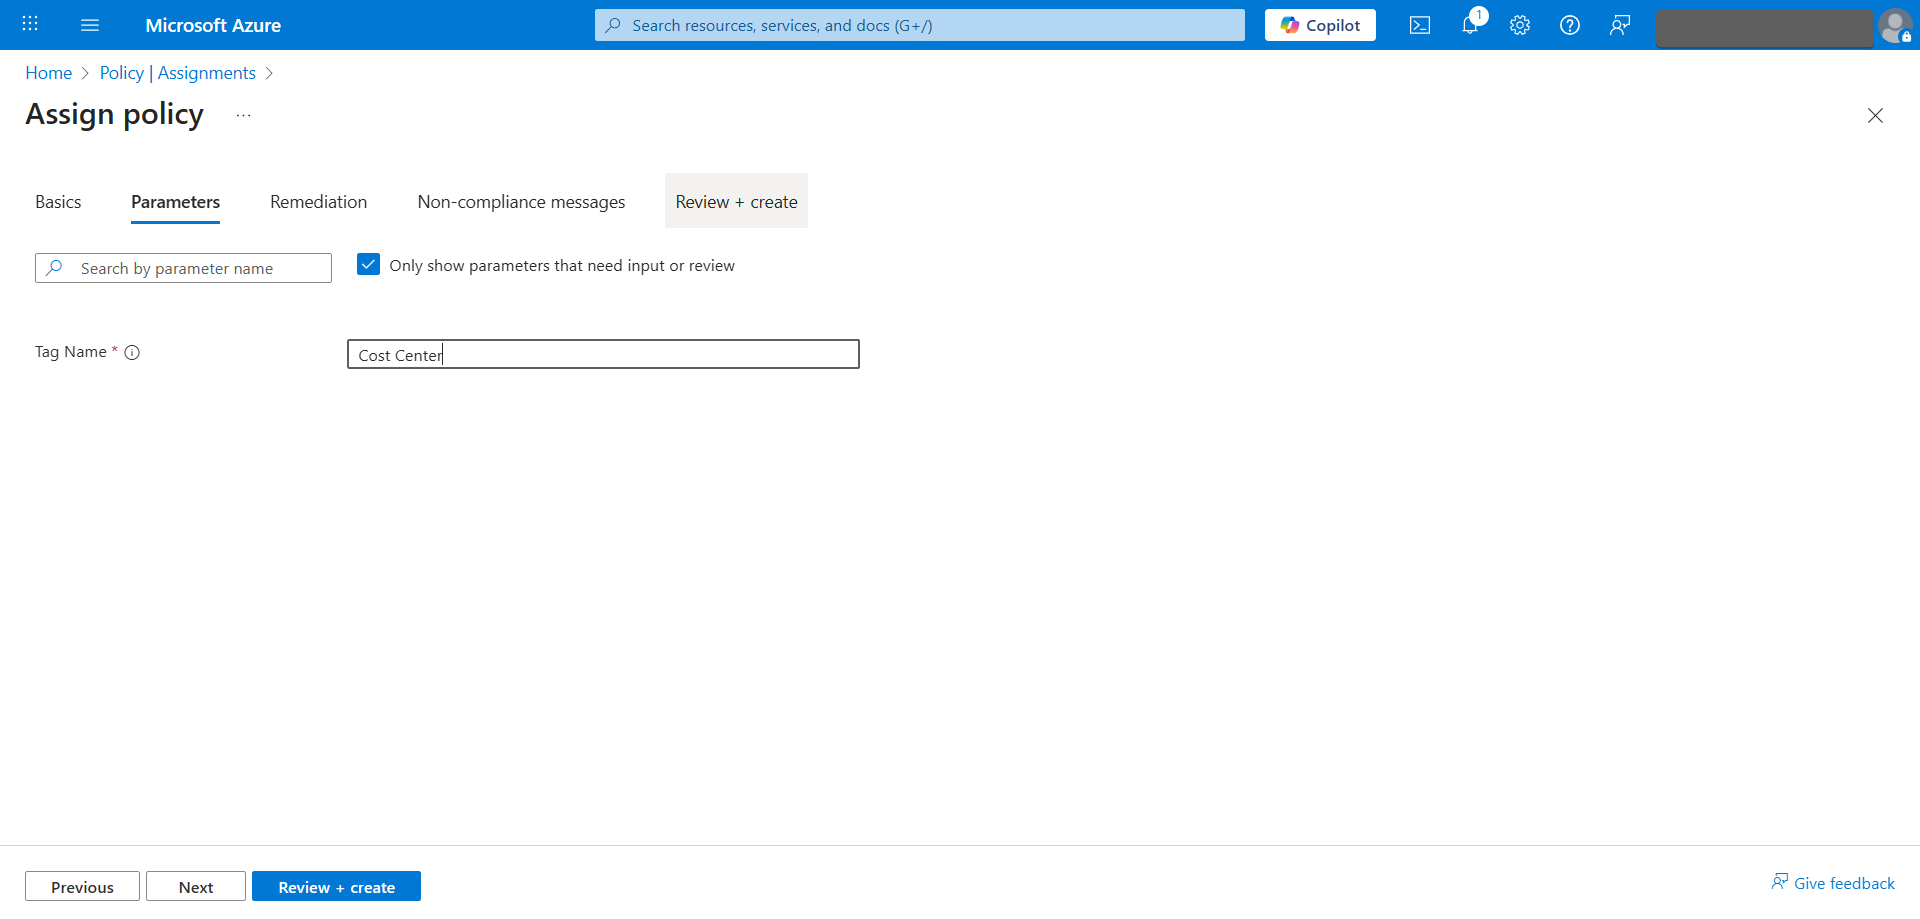 Microsoft Azure
Search resources, services, and docs (G+/)
Copilot
1
Home > Policy | Assignments >
Assign policy ...
Basics
Parameters
Remediation
Non-compliance messages
Review + create
Search by parameter name
Only show parameters that need input or review
Tag Name *
Cost Center
Previous
Next
Review + create
Give feedback